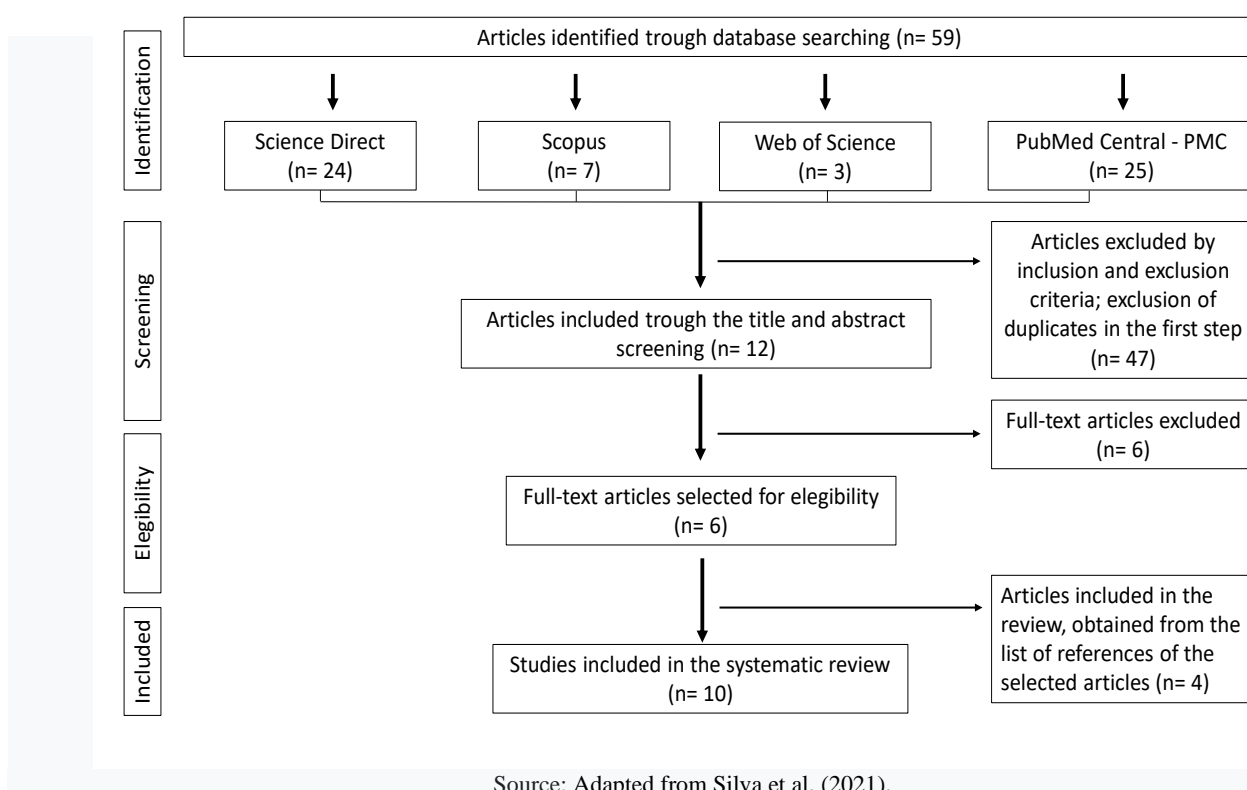 Identification
Articles identified trough database searching (n= 59)
Science Direct
(n= 24)
Scopus
(n= 7)
Web of Science
(n= 3)
PubMed Central - PMC
(n= 25)
Screening
Articles excluded by
inclusion and exclusion
criteria; exclusion of
duplicates in the first step
(n= 47)
Articles included trough the title and abstract
screening (n= 12)
Full-text articles excluded
(n= 6)
Elegibility
Full-text articles selected for elegibility
(n= 6)
Included
Articles included in the
review, obtained from the
list of references of the
selected articles (n= 4)
Studies included in the systematic review
(n= 10)
Source: Adapted from Silva et al. (2021).